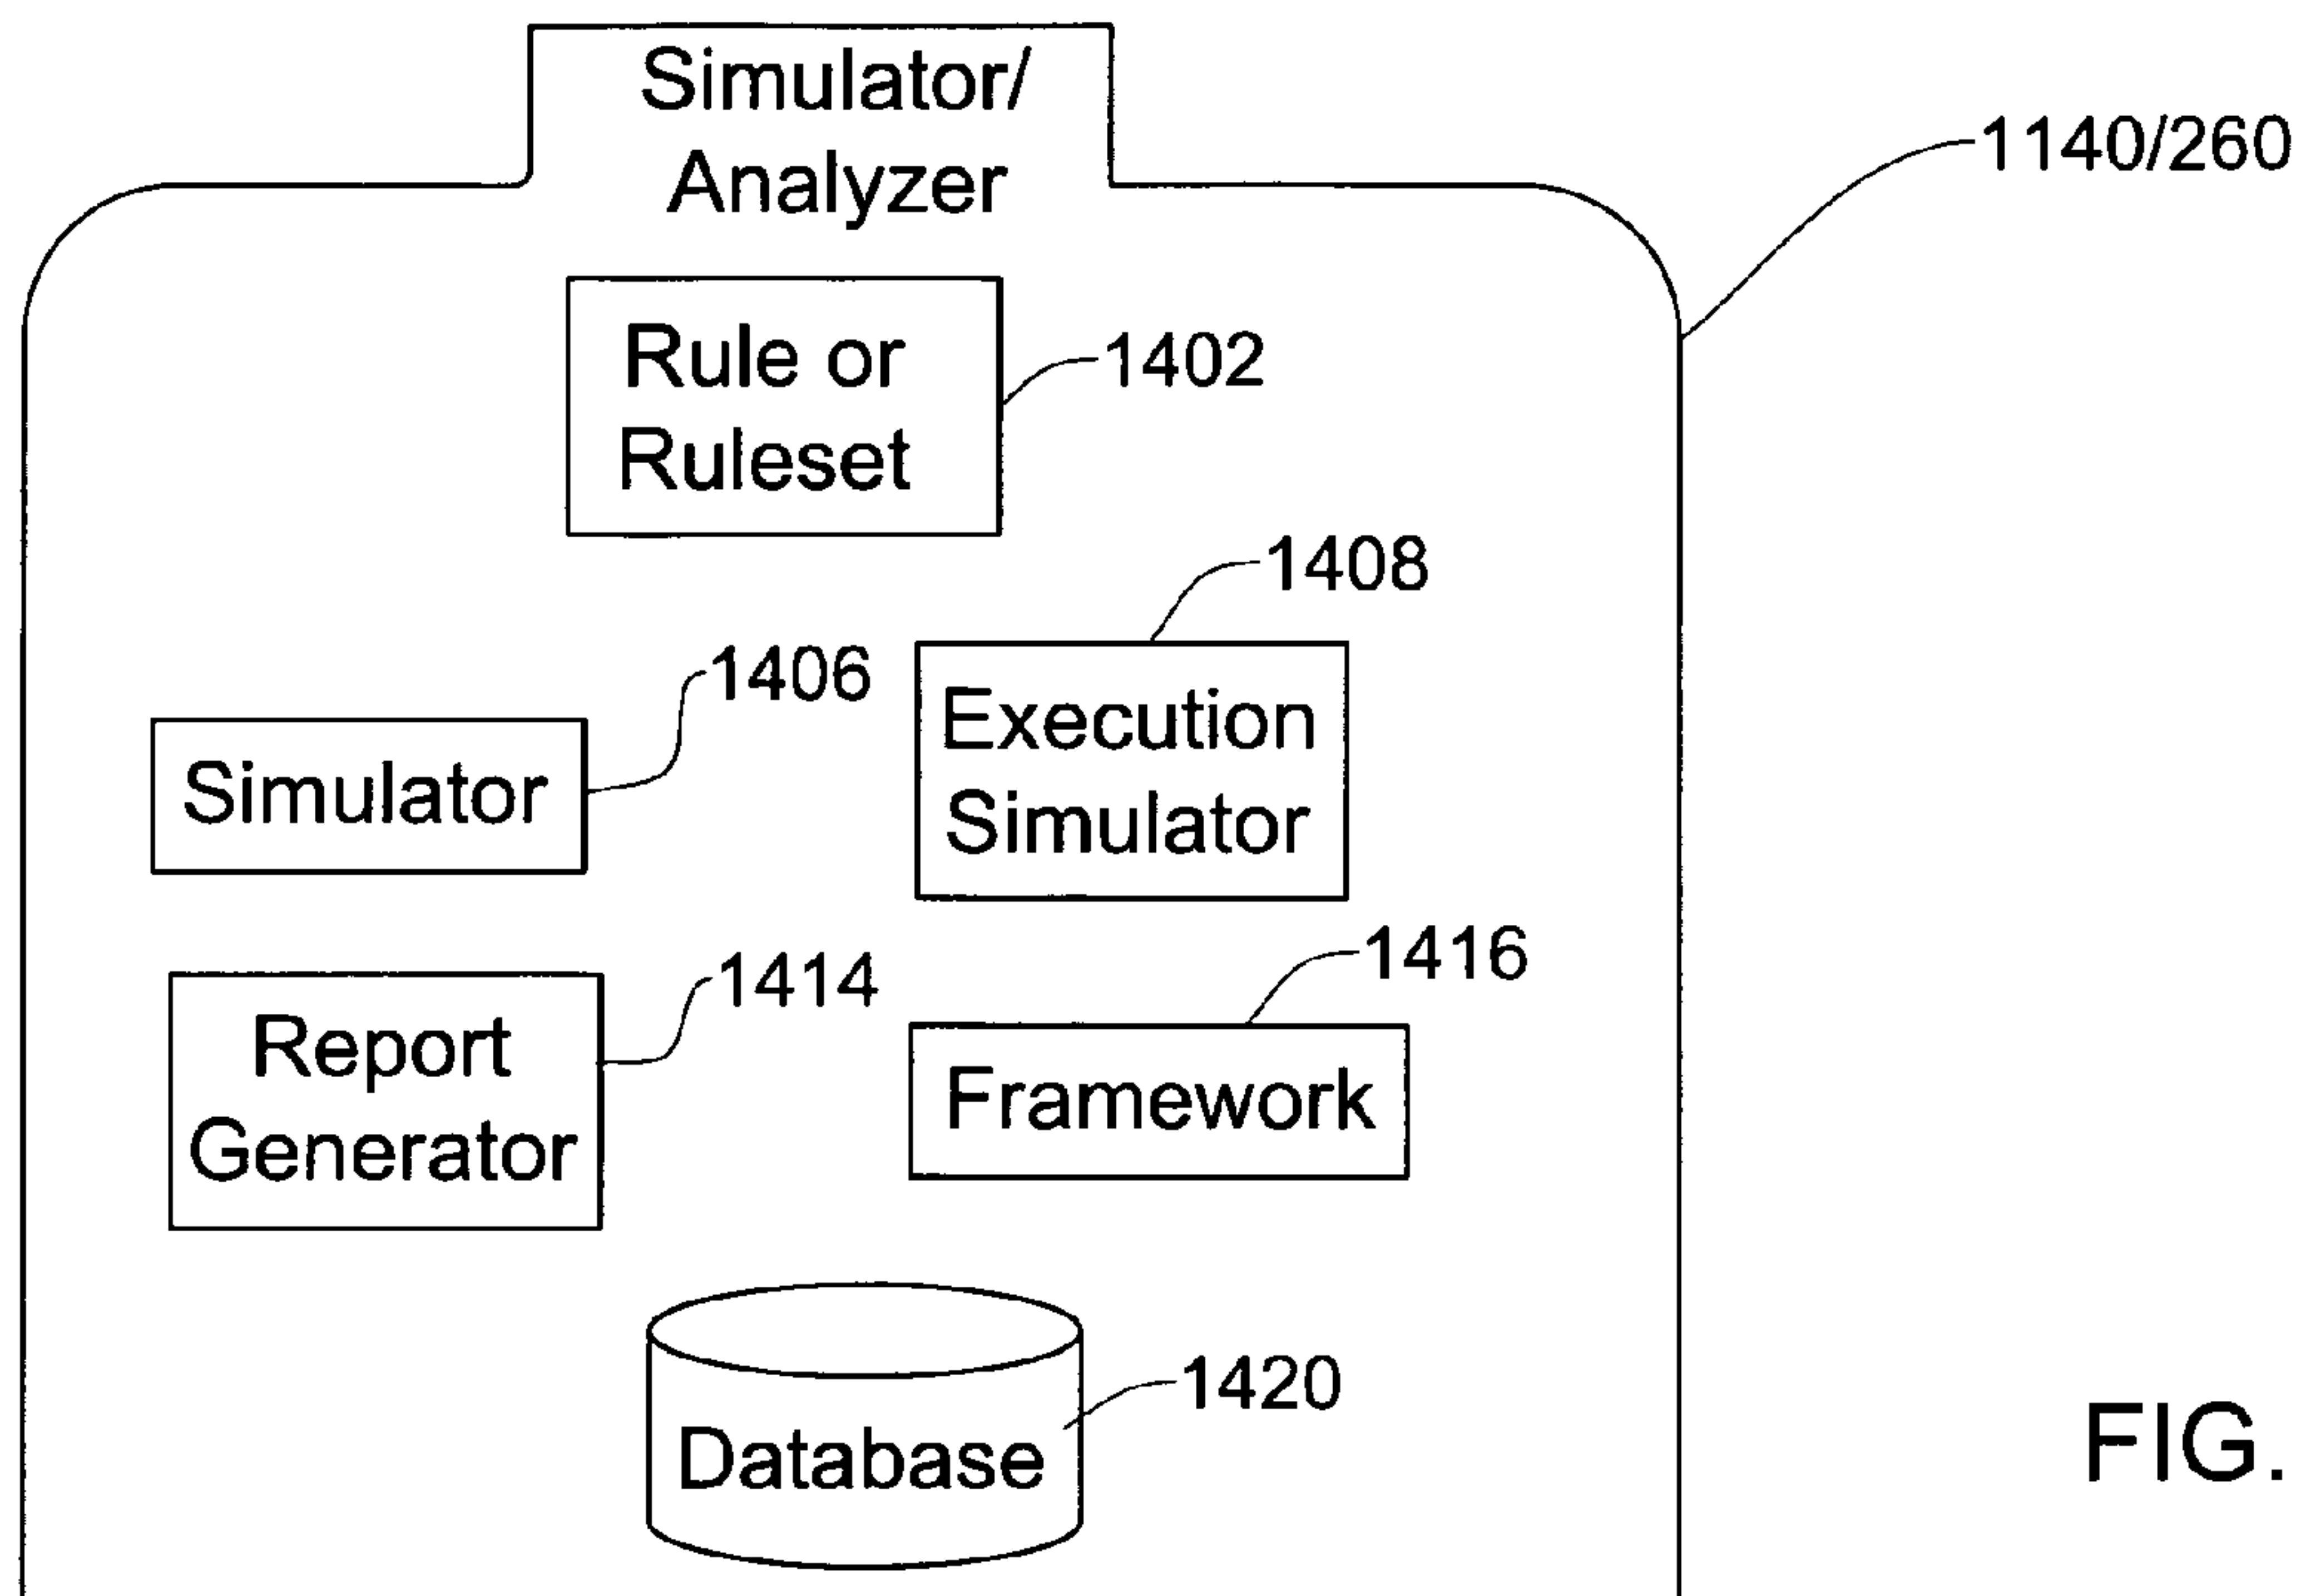 Simulator/
Analyzer
1140/260
Rule or
Ruleset
1402
1408
1406
Execution
Simulator
Simulator
1414
1416
Report
Generator
Framework
1420
Database
FIG.